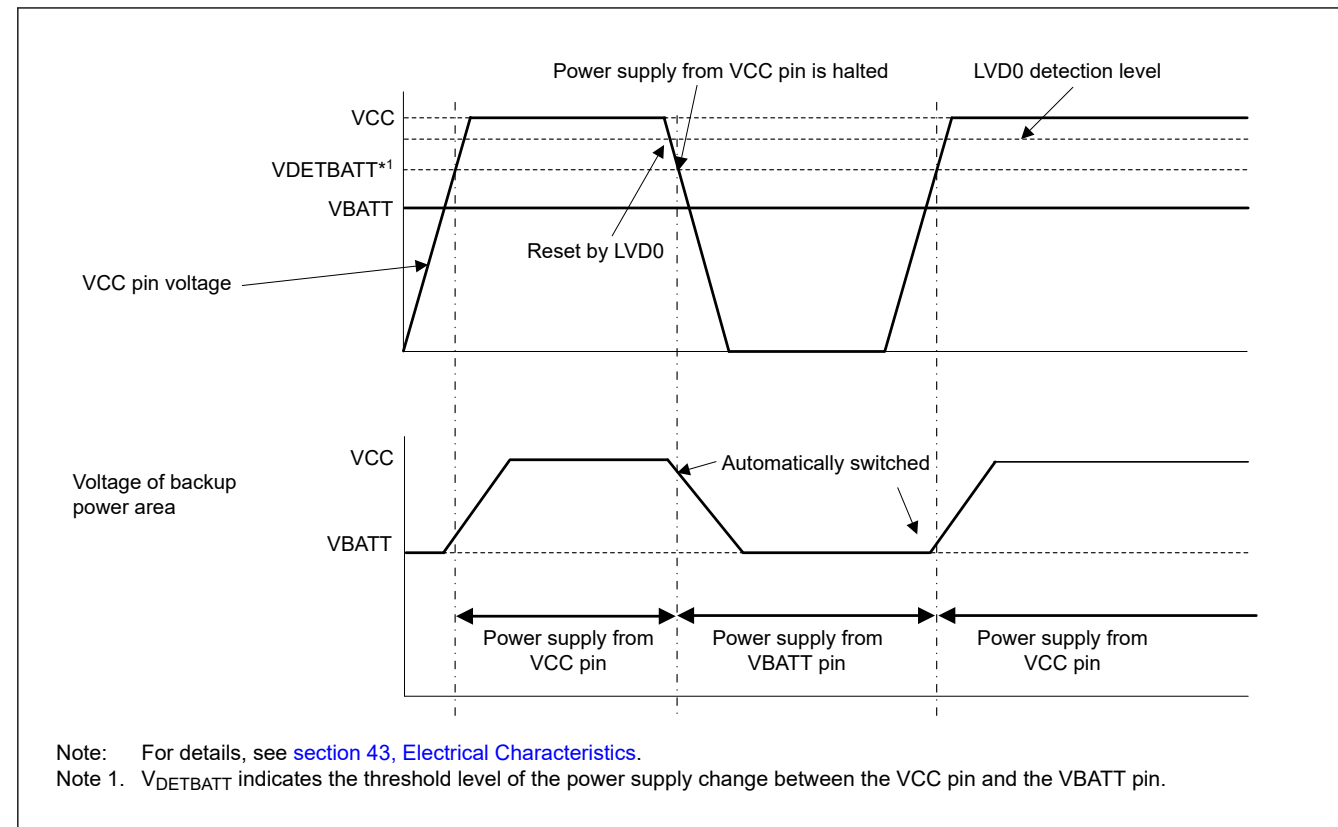 Power supply from VCC pin is halted
LVD0 detection level
VCC
VDETBATT*1
VBATT
Reset by LVD0
VCC pin voltage
VCC
Automatically switched
Voltage of backup
power area
VBATT
Power supply from
VCC pin
Power supply from
VBATT pin
Power supply from
VCC pin
Note: For details, see section 43, Electrical Characteristics.
Note 1. VDETBATT indicates the threshold level of the power supply change between the VCC pin and the VBATT pin.